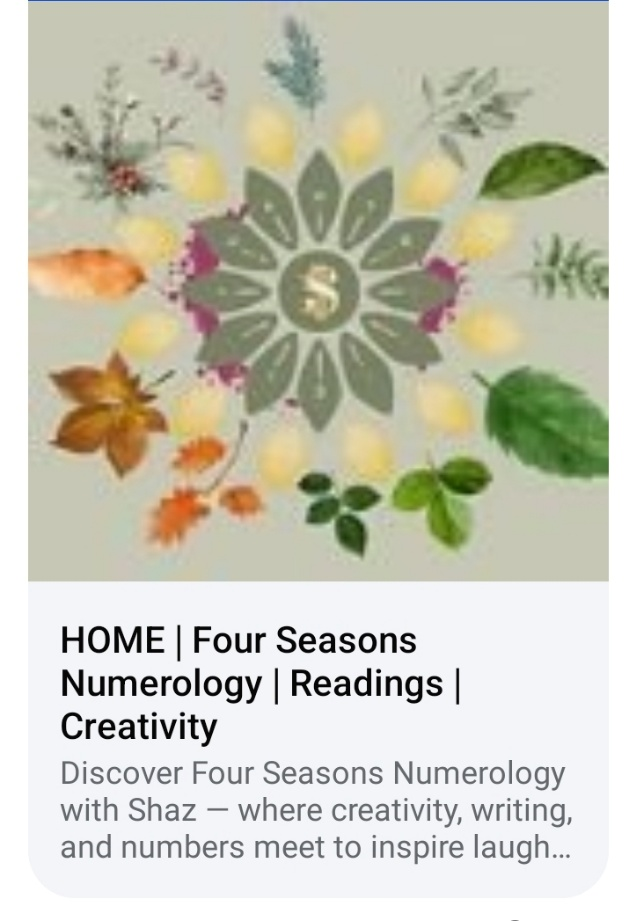 S
HOME | Four Seasons
Numerology | Readings |
Creativity
Discover Four Seasons Numerology
with Shaz — where creativity, writing,
and numbers meet to inspire laugh...